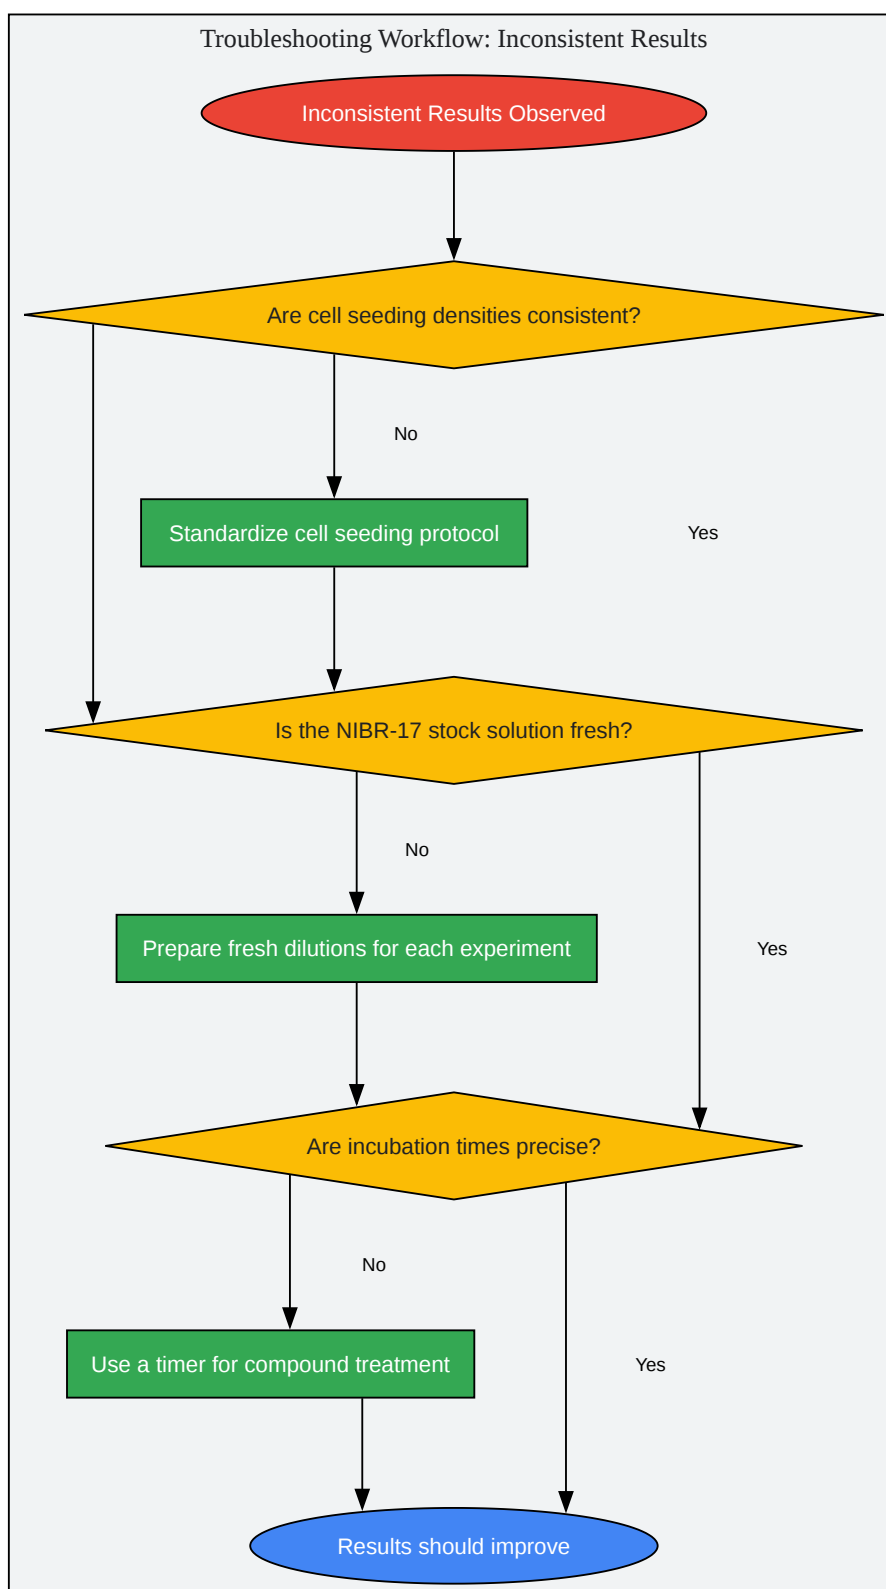 Troubleshooting Workflow: Inconsistent Results
Inconsistent Results Observed
Are cell seeding densities consistent?
No
Standardize cell seeding protocol
Yes
Is the NIBR-17 stock solution fresh?
No
Prepare fresh dilutions for each experiment
Yes
Are incubation times precise?
No
Use a timer for compound treatment
Yes
Results should improve